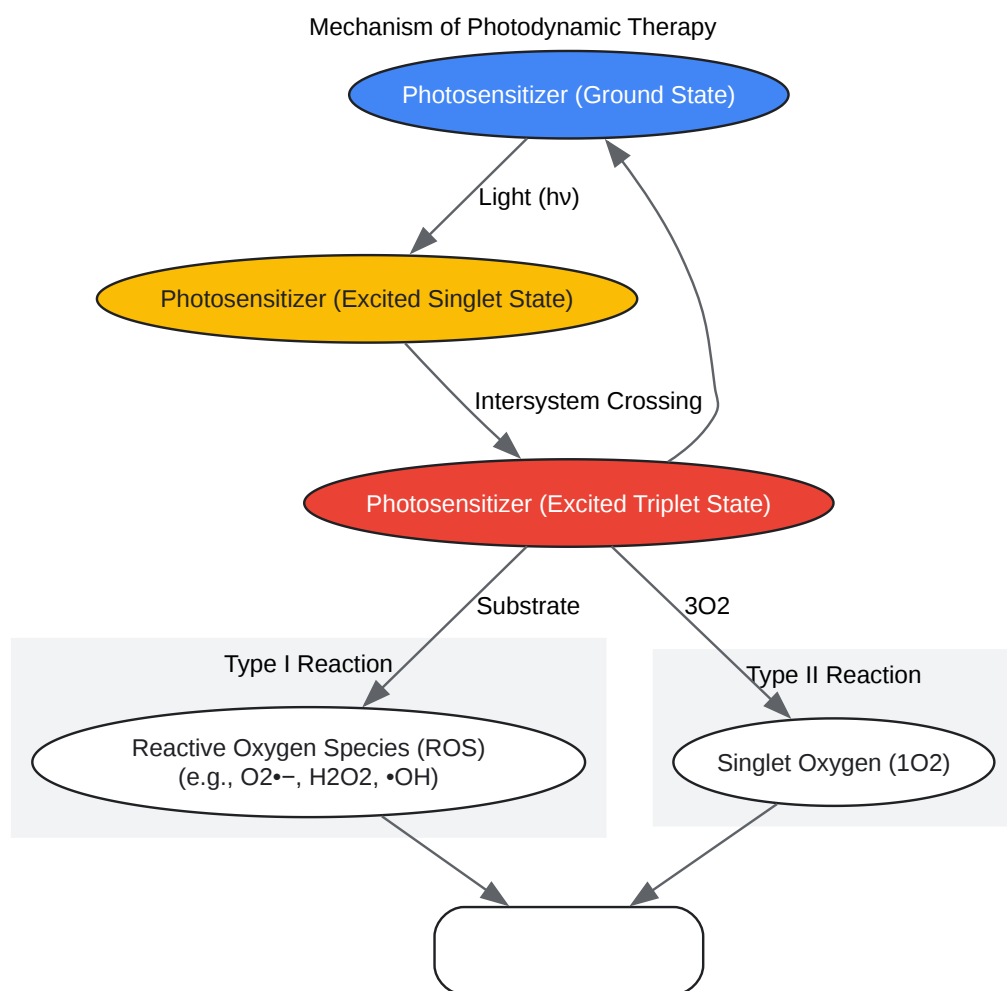 Mechanism of Photodynamic Therapy
Photosensitizer (Ground State)
Light (hν)
Photosensitizer (Excited Singlet State)
Intersystem Crossing
Photosensitizer (Excited Triplet State)
Substrate
3O2
Type I Reaction
Type II Reaction
Reactive Oxygen Species (ROS)
(e.g., O2•−, H2O2, •OH)
Singlet Oxygen (1O2)